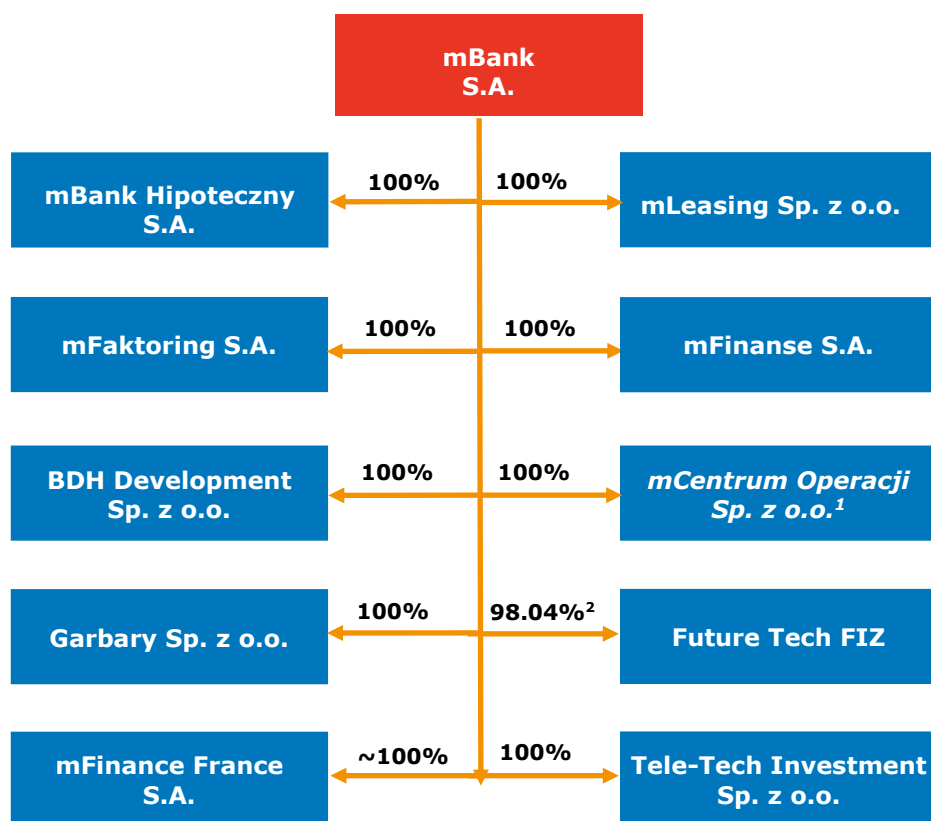 mBank
S.A.
100% 100%
mBank Hipoteczny
S.A.
mLeasing Sp. z o.o.
100% 100%
mFaktoring S.A.
mFinanse S.A.
100% 100%
BDH Development
Sp. z o.o.
mCentrum Operacji
Sp. z o.o.¹
100% 98.04%²
Garbary Sp. z o.o.
Future Tech FIZ
~100% 100%
mFinance France
S.A.
Tele-Tech Investment
Sp. z o.o.